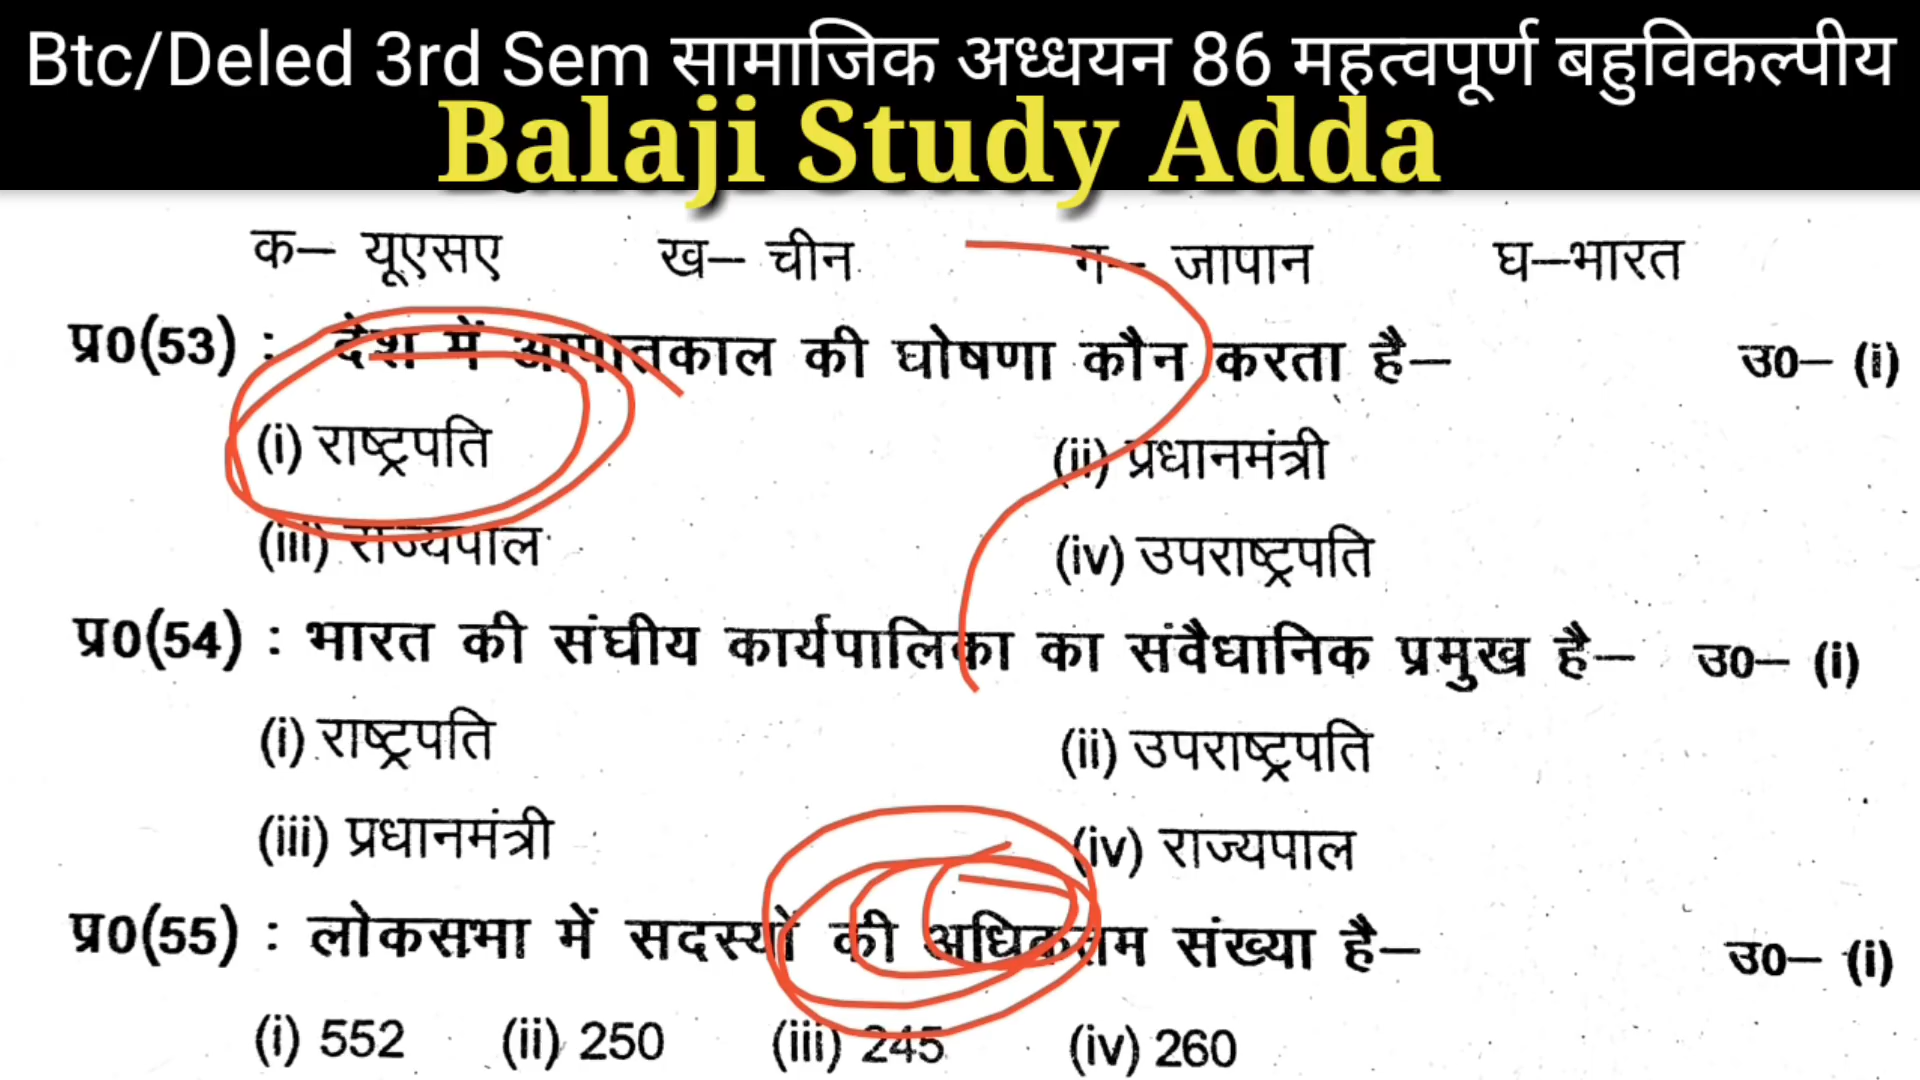 Btc/Deled 3rd Sem सामाजिक अध्धयन 86 महत्वपूर्ण बहुविकल्पीय
Balaji Study Adda
क– यूएसए ख– चीन ग– जापान घ–भारत
प्र0(53) : देश में आपातकाल की घोषणा कौन करता है– उ0– (i)
(i) राष्ट्रपति (ii) प्रधानमंत्री
(iii) राज्यपाल (iv) उपराष्ट्रपति
प्र0(54) : भारत की संघीय कार्यपालिका का संवैधानिक प्रमुख है– उ0– (i)
(i) राष्ट्रपति (ii) उपराष्ट्रपति
(iii) प्रधानमंत्री (iv) राज्यपाल
प्र0(55) : लोकसभा में सदस्यों की अधिकतम संख्या है– उ0– (i)
(i) 552 (ii) 250 (iii) 245 (iv) 260